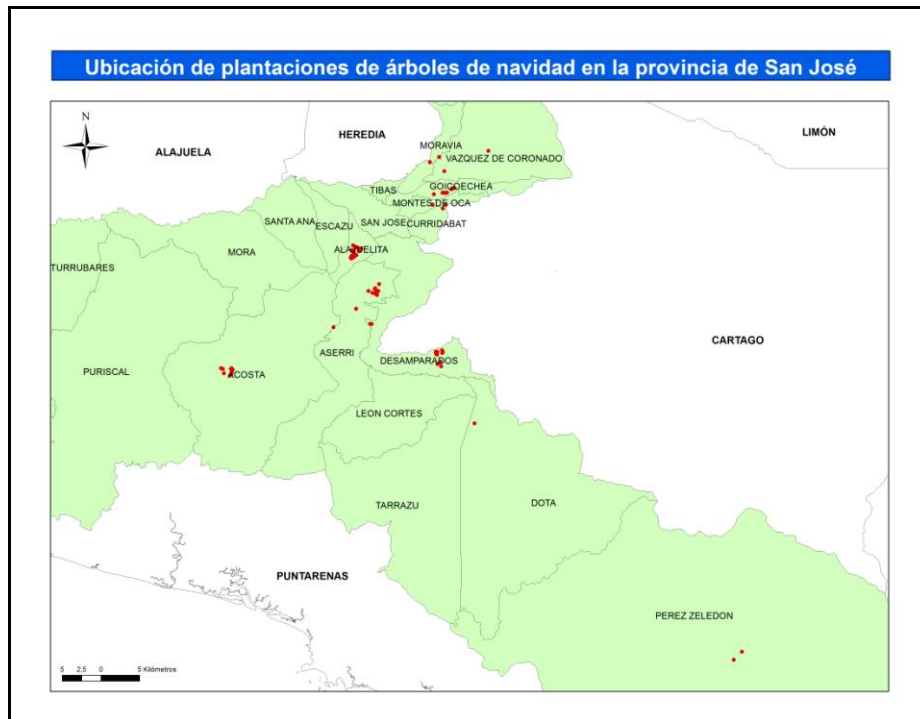 Ubicación de plantaciones de árboles de navidad en la provincia de San José
N
ALAJUELA
HEREDIA
LIMÓN
MORAVIA
VAZQUEZ DE CORONADO
TIBAS
GOICOECHEA
MONTES DE OCA
SANTA ANA
ESCAZU
SAN JOSE
CURRIDABAT
MORA
ALAJUELITA
TURRUBARES
CARTAGO
ASERRI
DESAMPARADOS
PURISCAL
ACOSTA
LEON CORTES
TARRAZU
DOTA
PUNTARENAS
PEREZ ZELEDON
5 2,5 0 5 Kilómetros